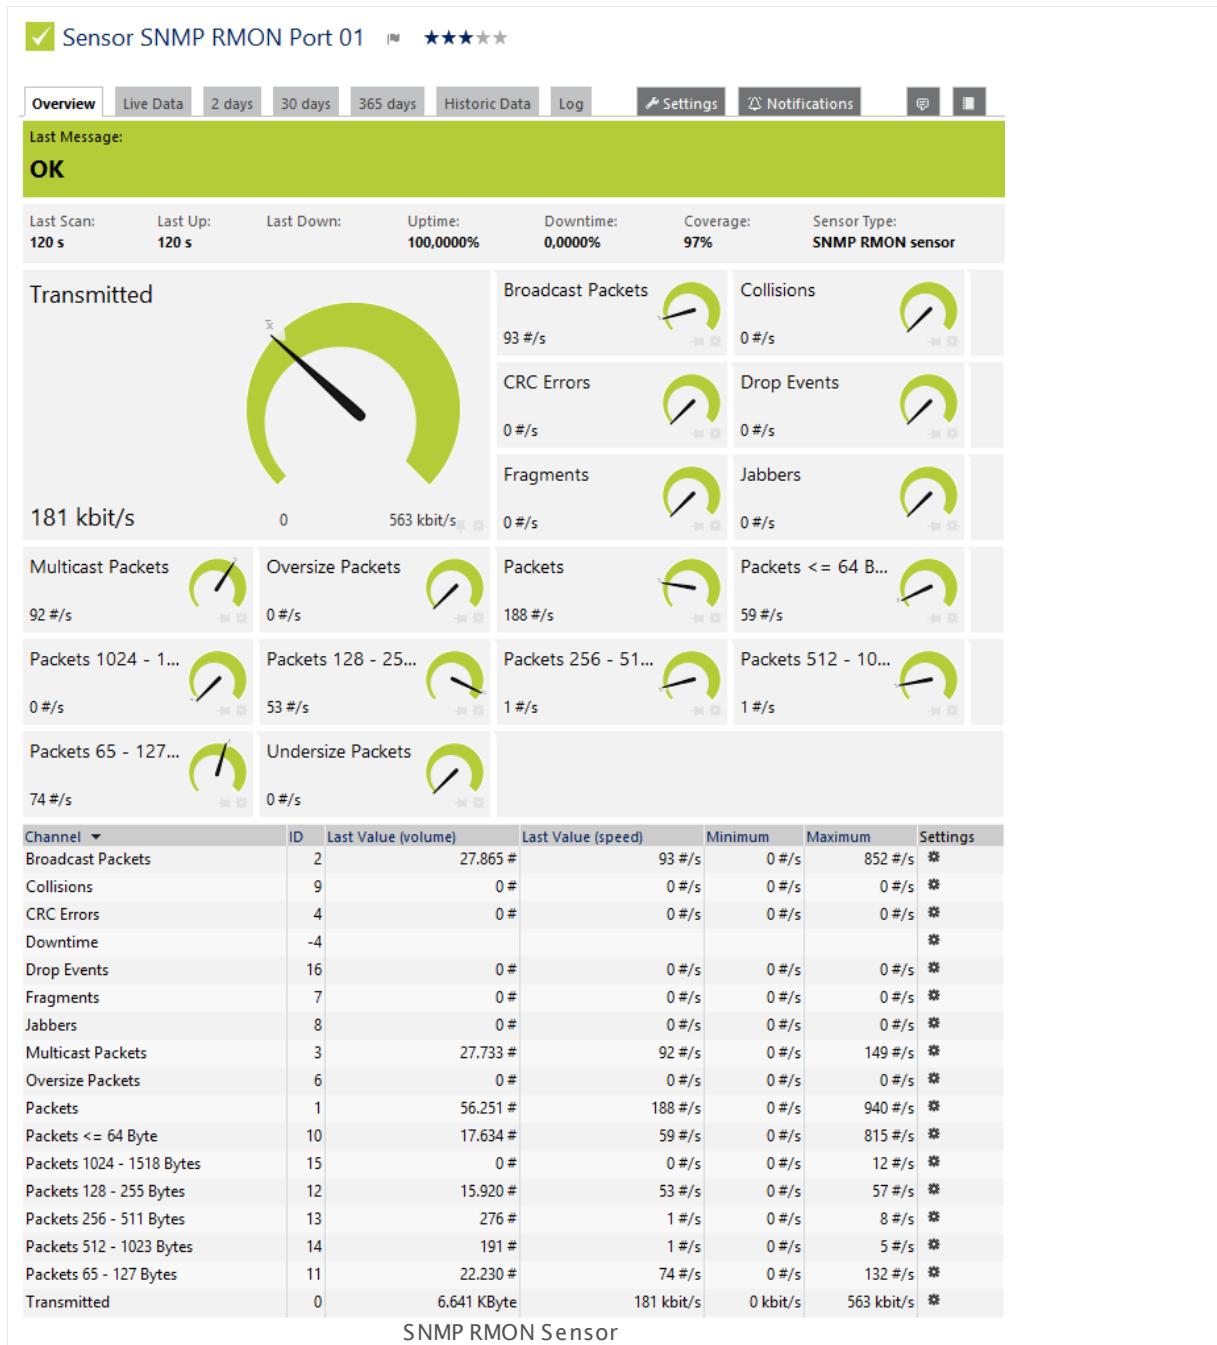 Sensor SNMP RMON Port 01
Overview Live Data 2 days 30 days 365 days Historic Data Log Settings Notifications
Last Message:
OK
Last Scan: Last Up: Last Down: Uptime: Downtime: Coverage: Sensor Type:
120 s 120 s 100,0000% 0,0000% 97% SNMP RMON sensor
Transmitted
181 kbit/s 0 563 kbit/s
Broadcast Packets
93 #/s
Collisions
0 #/s
CRC Errors
0 #/s
Drop Events
0 #/s
Fragments
0 #/s
Jabbers
0 #/s
Multicast Packets
92 #/s
Oversize Packets
0 #/s
Packets
188 #/s
Packets <= 64 B...
59 #/s
Packets 1024 - 1...
0 #/s
Packets 128 - 25...
53 #/s
Packets 256 - 51...
1 #/s
Packets 512 - 10...
1 #/s
Packets 65 - 127...
74 #/s
Undersize Packets
0 #/s
Channel ID Last Value (volume) Last Value (speed) Minimum Maximum Settings
Broadcast Packets 2 27.865 # 93 #/s 0 #/s 852 #/s
Collisions 9 0 # 0 #/s 0 #/s 0 #/s
CRC Errors 4 0 # 0 #/s 0 #/s 0 #/s
Downtime -4
Drop Events 16 0 # 0 #/s 0 #/s 0 #/s
Fragments 7 0 # 0 #/s 0 #/s 0 #/s
Jabbers 8 0 # 0 #/s 0 #/s 0 #/s
Multicast Packets 3 27.733 # 92 #/s 0 #/s 149 #/s
Oversize Packets 6 0 # 0 #/s 0 #/s 0 #/s
Packets 1 56.251 # 188 #/s 0 #/s 940 #/s
Packets <= 64 Byte 10 17.634 # 59 #/s 0 #/s 815 #/s
Packets 1024 - 1518 Bytes 15 0 # 0 #/s 0 #/s 12 #/s
Packets 128 - 255 Bytes 12 15.920 # 53 #/s 0 #/s 57 #/s
Packets 256 - 511 Bytes 13 276 # 1 #/s 0 #/s 8 #/s
Packets 512 - 1023 Bytes 14 191 # 1 #/s 0 #/s 5 #/s
Packets 65 - 127 Bytes 11 22.230 # 74 #/s 0 #/s 132 #/s
Transmitted 0 6.641 KByte 181 kbit/s 0 kbit/s 563 kbit/s
SNMP RMON Sensor